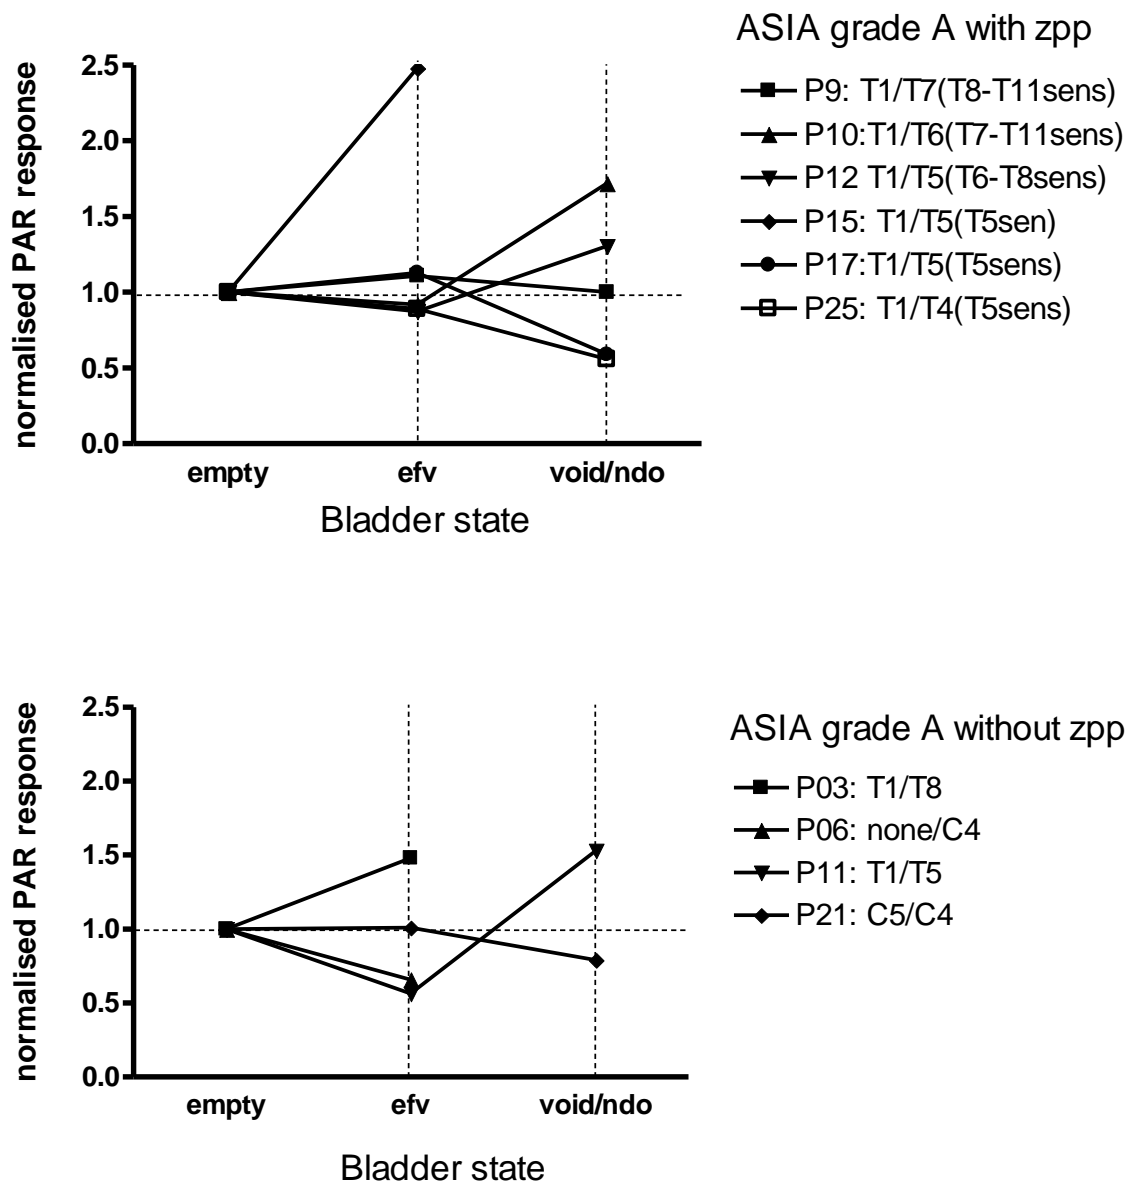 ASIA grade A with zpp
normalised PAR response
2.5
2.0
1.5
1.0
0.5
0.0
empty efv void/ndo
Bladder state
P9: T1/T7(T8-T11sens)
P10:T1/T6(T7-T11sens)
P12 T1/T5(T6-T8sens)
P15: T1/T5(T5sen)
P17:T1/T5(T5sens)
P25: T1/T4(T5sens)
ASIA grade A without zpp
normalised PAR response
2.5
2.0
1.5
1.0
0.5
0.0
empty efv void/ndo
Bladder state
P03: T1/T8
P06: none/C4
P11: T1/T5
P21: C5/C4